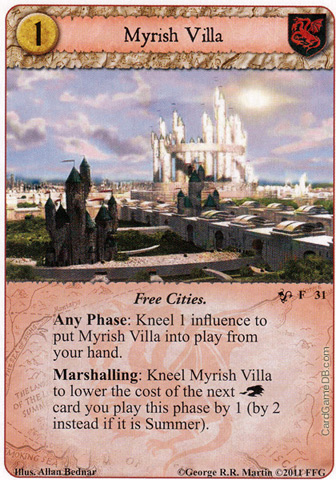 1
Myrish Villa
Free Cities.
F 31
Any Phase: Kneel 1 influence to
put Myrish Villa into play from
your hand.
Marshalling: Kneel Myrish Villa
to lower the cost of the next
card you play this phase by 1 (by 2
instead if it is Summer).
Illus. Allan Bednar
©George R.R. Martin ©2011 FFG
CardGameDB.com